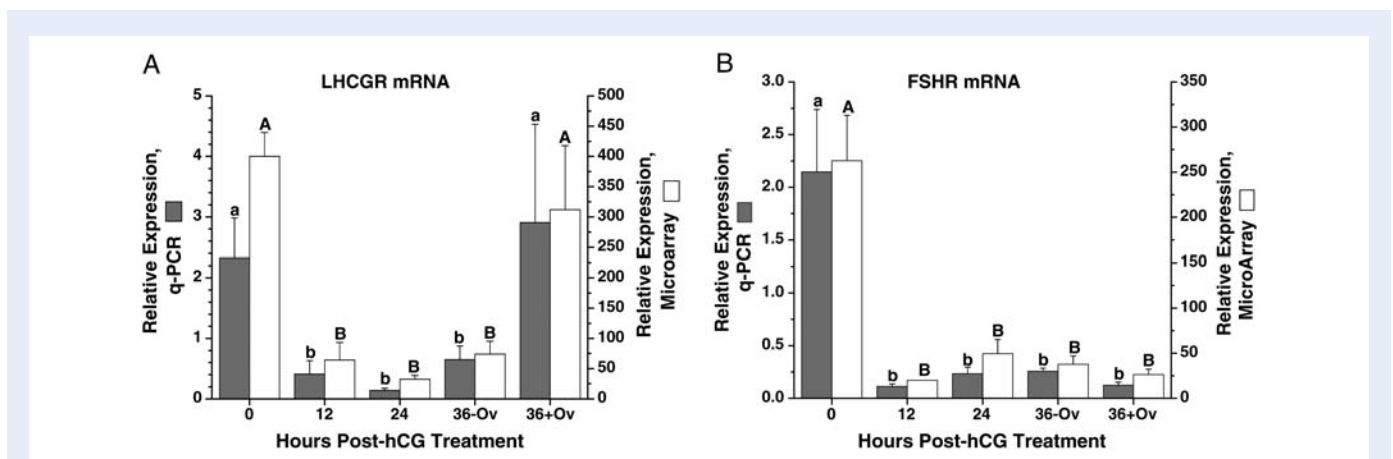 A
LHCGR mRNA
Relative Expression,
q-PCR
5
4
3
2
1
0
a
A
b
B
b
B
b
B
a
A
500
450
400
350
300
250
200
150
100
50
0
Relative Expression,
Microarray
0 12 24 36-Ov 36+Ov
Hours Post-hCG Treatment
B
FSHR mRNA
Relative Expression,
q-PCR
3.0
2.5
2.0
1.5
1.0
0.5
0.0
a
A
b
B
b
B
b
B
b
B
350
300
250
200
150
100
50
0
Relative Expression,
MicroArray
0 12 24 36-Ov 36+Ov
Hours Post-hCG Treatment